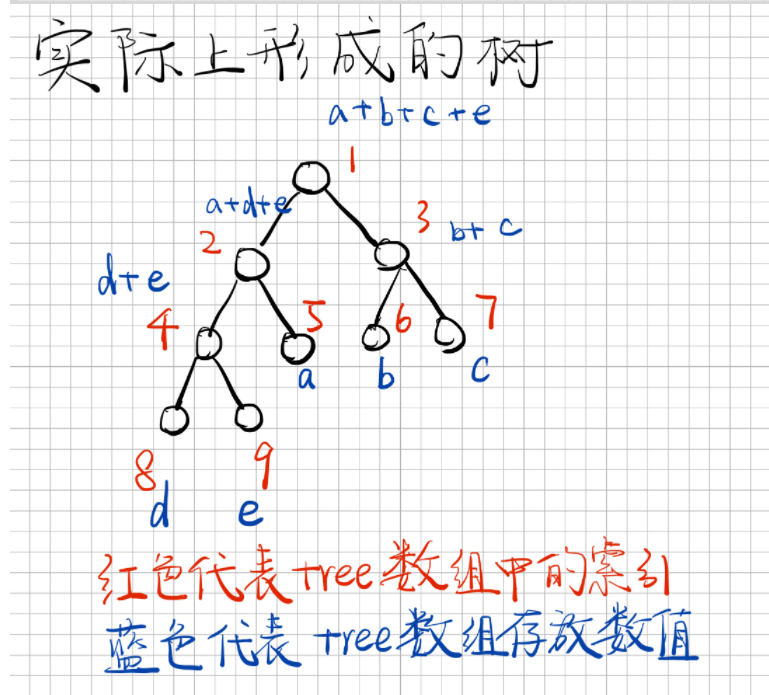 实际上形成的树
a+b+c+e
1
a+d+e
3
2
b+c
d+e
4
5
6
7
a
b
c
8
9
d
e
红色代表tree数组中的索引
蓝色代表 tree数组存放数值